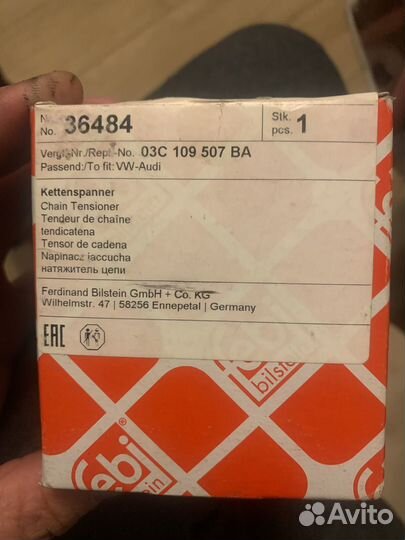 No. 36484
Stk. 
pcs. 1
Vergl.-Nr./Repl.-No. 03C 109 507 BA
Passend:/To fit: VW-Audi
Kettenspanner
Chain Tensioner
Tendeur de chaîne
tendicatena
Tensor de cadena
Napinacz łaccucha
натяжитель цепи
Ferdinand Bilstein GmbH + Co. KG
Wilhelmstr. 47 | 58256 Ennepetal | Germany
EAC
febi
bilstein
febi
Avito